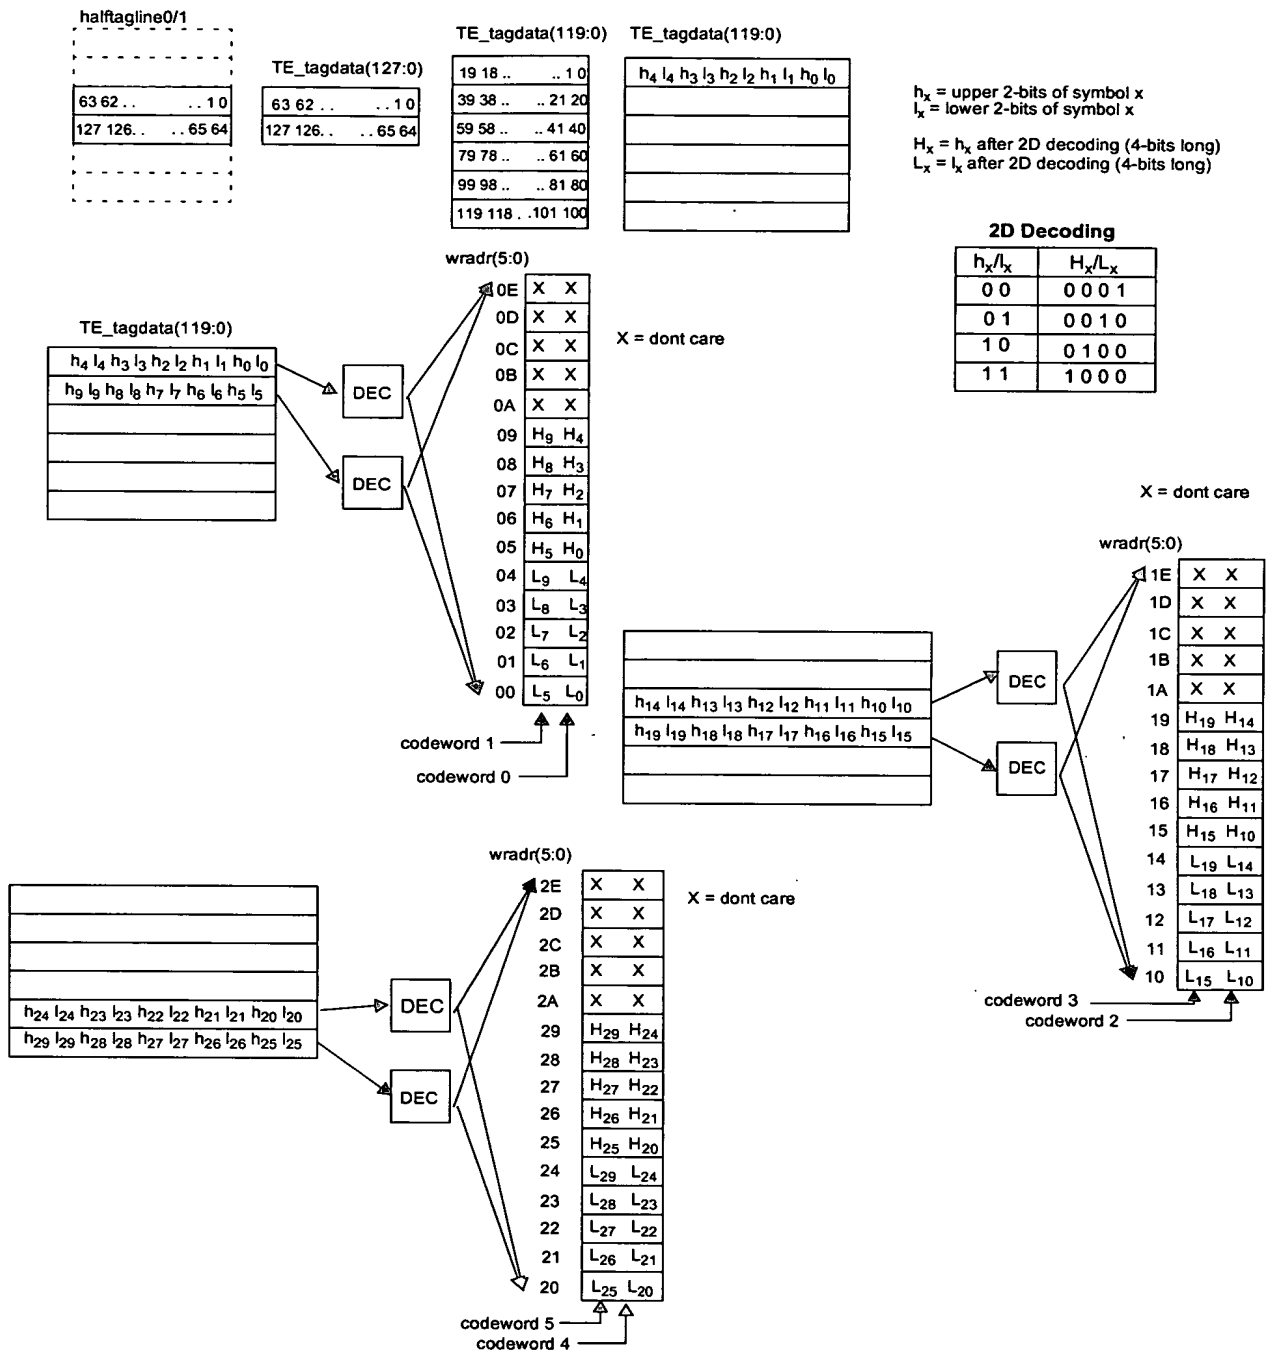 halftagline0/1
63 62 . . . . 1 0
127 126. . . . 65 64
TE_tagdata(127:0)
63 62 . . . . . 1 0
127 126. . . . 65 64
TE_tagdata(119:0)
19 18 .. .. 1 0
39 38 .. .. 21 20
59 58 .. .. 41 40
79 78 .. .. 61 60
99 98 .. .. 81 80
119 118 . . 101 100
TE_tagdata(119:0)
h4 l4 h3 l3 h2 l2 h1 l1 h0 l0
hx = upper 2-bits of symbol x
lx = lower 2-bits of symbol x
Hx = hx after 2D decoding (4-bits long)
Lx = lx after 2D decoding (4-bits long)
2D Decoding
hx/lx Hx/Lx
0 0 0 0 0 1
0 1 0 0 1 0
1 0 0 1 0 0
1 1 1 0 0 0
TE_tagdata(119:0)
h4 l4 h3 l3 h2 l2 h1 l1 h0 l0
h9 l9 h8 l8 h7 l7 h6 l6 h5 l5
DEC
DEC
wradr(5:0)
0E X X
0D X X
0C X X
0B X X
0A X X
09 H9 H4
08 H8 H3
07 H7 H2
06 H6 H1
05 H5 H0
04 L9 L4
03 L8 L3
02 L7 L2
01 L6 L1
00 L5 L0
codeword 1
codeword 0
X = dont care
h14 l14 h13 l13 h12 l12 h11 l11 h10 l10
h19 l19 h18 l18 h17 l17 h16 l16 h15 l15
DEC
DEC
X = dont care
wradr(5:0)
1E X X
1D X X
1C X X
1B X X
1A X X
19 H19 H14
18 H18 H13
17 H17 H12
16 H16 H11
15 H15 H10
14 L19 L14
13 L18 L13
12 L17 L12
11 L16 L11
10 L15 L10
codeword 3
codeword 2
h24 l24 h23 l23 h22 l22 h21 l21 h20 l20
h29 l29 h28 l28 h27 l27 h26 l26 h25 l25
DEC
DEC
wradr(5:0)
2E X X
2D X X
2C X X
2B X X
2A X X
29 H29 H24
28 H28 H23
27 H27 H22
26 H26 H21
25 H25 H20
24 L29 L24
23 L28 L23
22 L27 L22
21 L26 L21
20 L25 L20
codeword 5
codeword 4
X = dont care